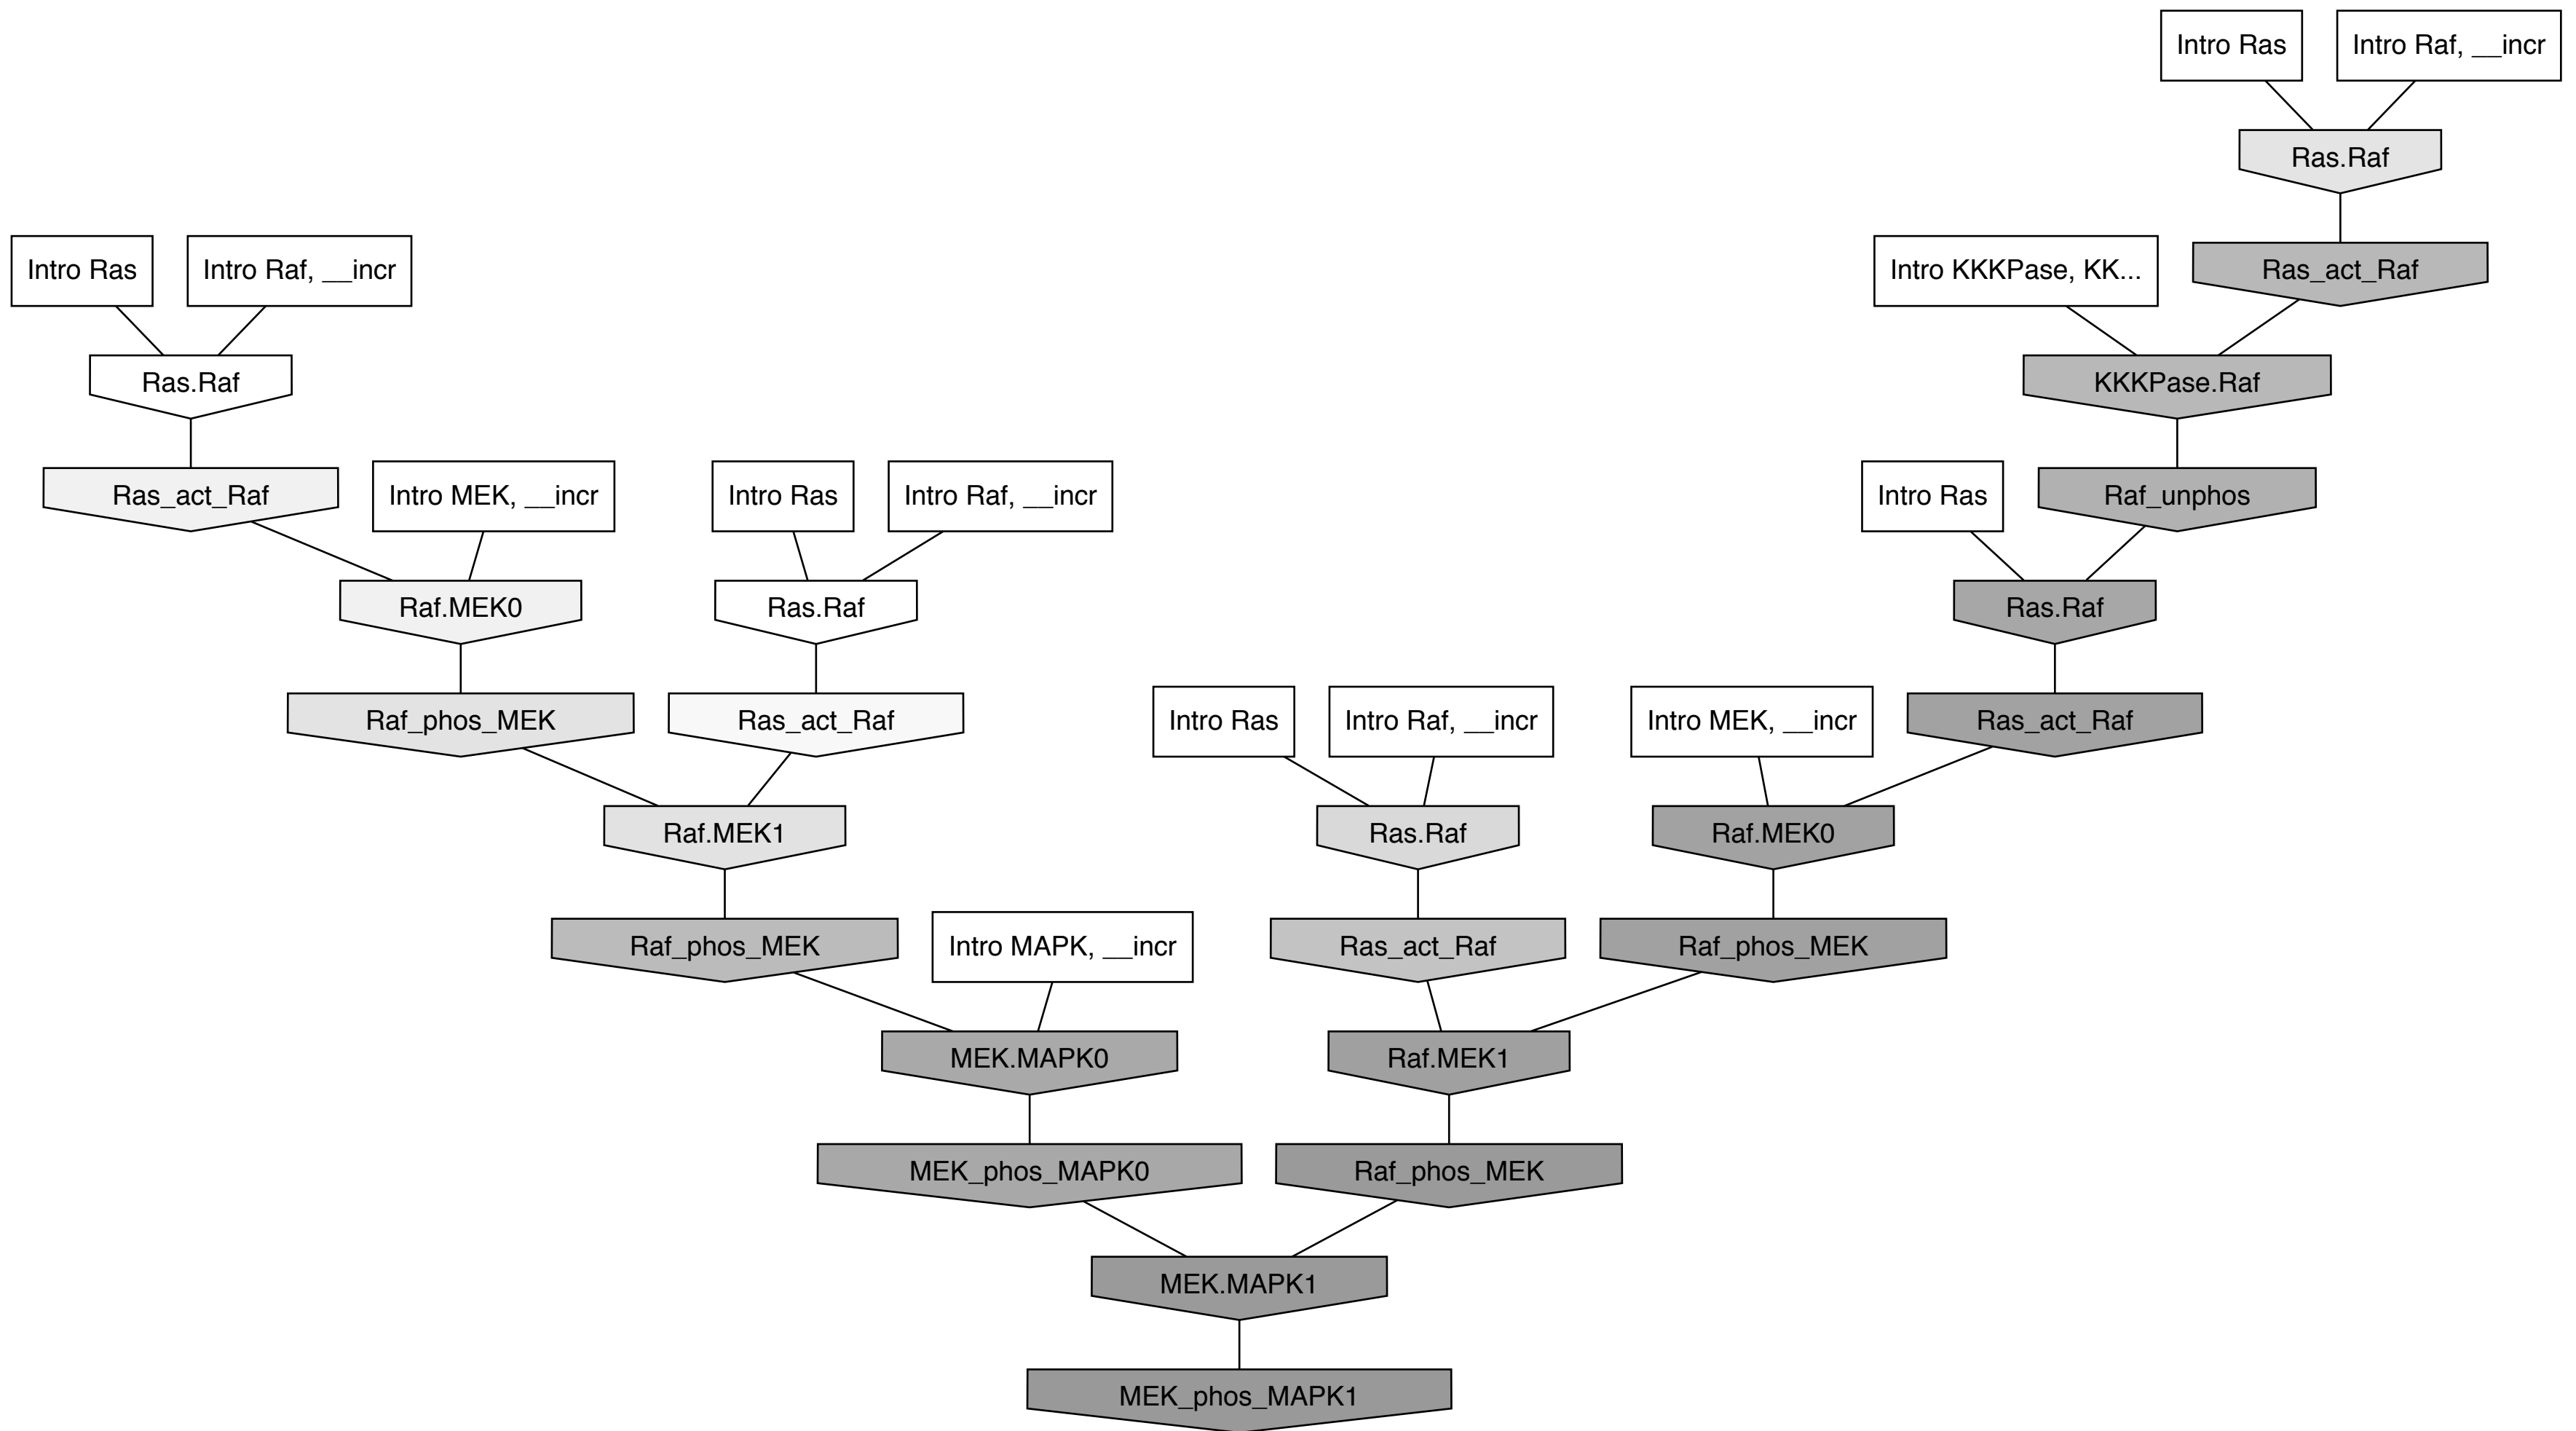 Intro Ras
Intro Raf, __incr
Ras.Raf
Intro Ras
Intro Raf, __incr
Intro KKKPase, KK...
Ras_act_Raf
Ras.Raf
KKKPase.Raf
Ras_act_Raf
Intro MEK, __incr
Intro Ras
Intro Raf, __incr
Intro Ras
Raf_unphos
Raf.MEK0
Ras.Raf
Ras.Raf
Raf_phos_MEK
Ras_act_Raf
Intro Ras
Intro Raf, __incr
Intro MEK, __incr
Ras_act_Raf
Raf.MEK1
Ras.Raf
Raf.MEK0
Raf_phos_MEK
Intro MAPK, __incr
Ras_act_Raf
Raf_phos_MEK
MEK.MAPK0
Raf.MEK1
MEK_phos_MAPK0
Raf_phos_MEK
MEK.MAPK1
MEK_phos_MAPK1